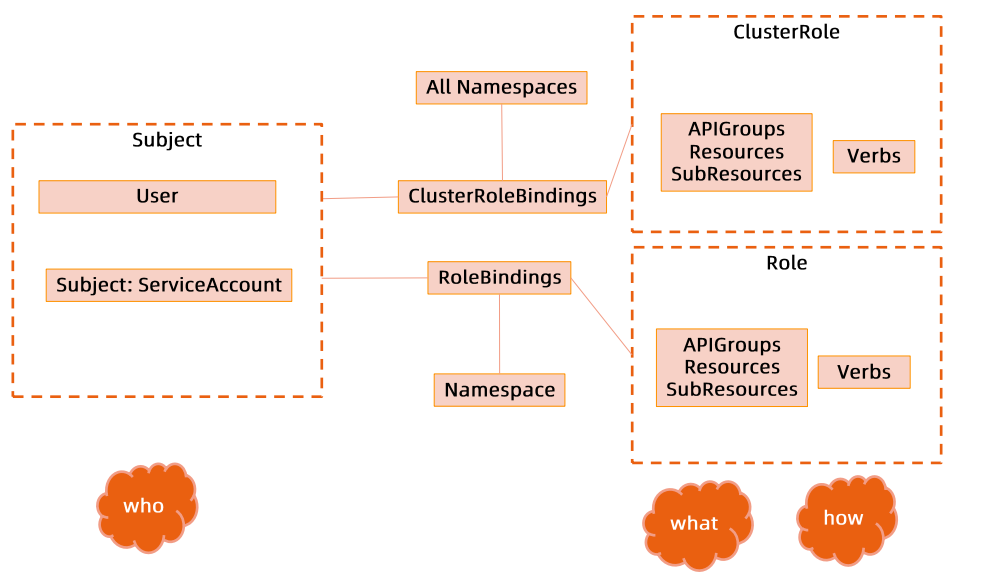 Subject
User
Subject: ServiceAccount
All Namespaces
ClusterRoleBindings
RoleBindings
Namespace
ClusterRole
APIGroups
Resources
SubResources
Verbs
Role
APIGroups
Resources
SubResources
Verbs
who
what
how